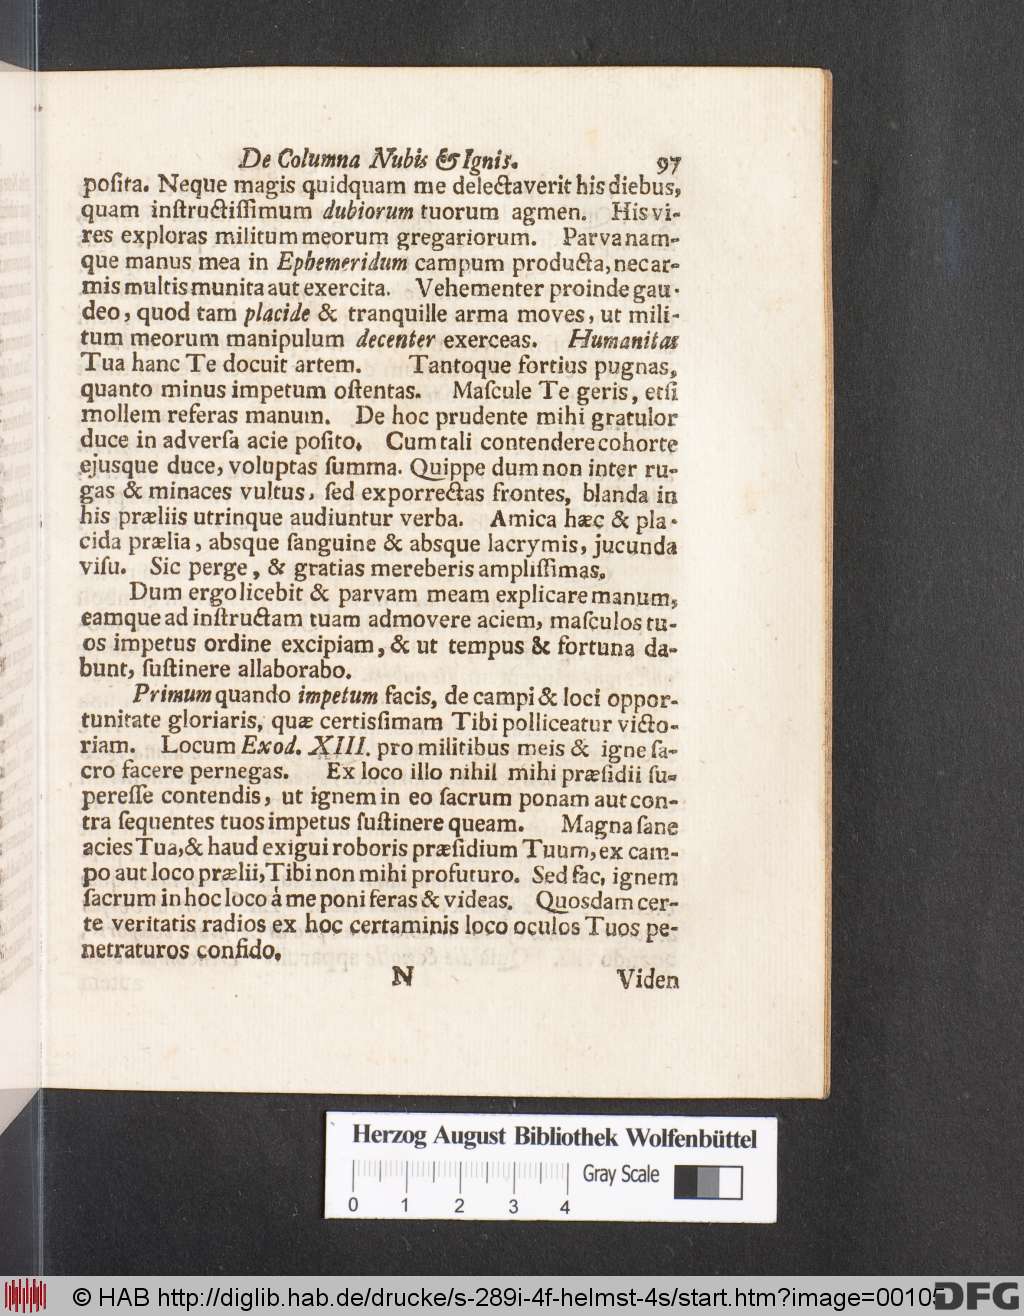 De Columna Nubis & Ignis. 97
poſita. Neque magis quidquam me delectaverit his diebus,
quam inſtructiſſimum dubiorum tuorum agmen. His vi-
res exploras militum meorum gregariorum. Parva nam-
que manus mea in Ephemeridum campum producta, nec ar-
mis multis munita aut exercita. Vehementer proinde gau-
deo, quod tam placide & tranquille arma moves, ut mili-
tum meorum manipulum decenter exerceas. Humanitas
Tua hanc Te docuit artem. Tantoque fortius pugnas,
quanto minus impetum oſtentas. Maſcule Te geris, etſi
mollem referas manum. De hoc prudente mihi gratulor
duce in adverſa acie poſito. Cum tali contendere cohorte
ejusque duce, voluptas ſumma. Quippe dum non inter ru-
gas & minaces vultus, ſed exporrectas frontes, blanda in
his præliis utrinque audiuntur verba. Amica hæc & pla-
cida prælia, absque ſanguine & absque lacrymis, jucunda
viſu. Sic perge, & gratias mereberis ampliſſimas.
Dum ergo licebit & parvam meam explicare manum,
eamque ad inſtructam tuam admovere aciem, maſculos tu-
os impetus ordine excipiam, & ut tempus & fortuna da-
bunt, ſuſtinere allaborabo.
Primum quando impetum facis, de campi & loci oppor-
tunitate gloriaris, quæ certisſimam Tibi polliceatur victo-
riam. Locum Exod. XIII. pro militibus meis & igne ſa-
cro facere pernegas. Ex loco illo nihil mihi præſidii ſu-
pereſſe contendis, ut ignem in eo ſacrum ponam aut con-
tra ſequentes tuos impetus ſuſtinere queam. Magna ſane
acies Tua, & haud exigui roboris præſidium Tuum, ex cam-
po aut loco prælii, Tibi non mihi profuturo. Sed fac, ignem
ſacrum in hoc loco à me poni feras & videas. Quosdam cer-
te veritatis radios ex hoc certaminis loco oculos Tuos pe-
netraturos confido.
N Viden
Herzog August Bibliothek Wolfenbüttel
Gray Scale
0 1 2 3 4
© HAB http://diglib.hab.de/drucke/s-289i-4f-helmst-4s/start.htm?image=00105
DFG